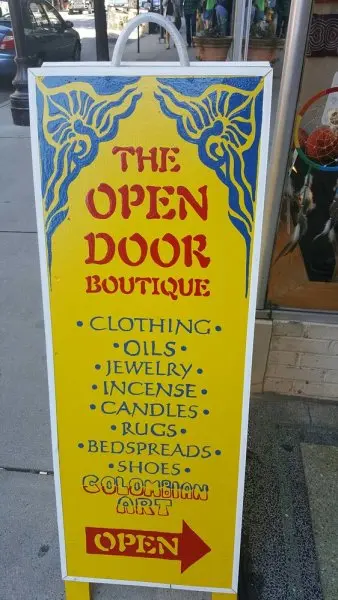 THE
OPEN
DOOR
BOUTIQUE
• CLOTHING •
• OILS •
• JEWELRY •
• INCENSE •
• CANDLES •
• RUGS •
• BEDSPREADS •
• SHOES •
COLOMBIAN
ART
OPEN